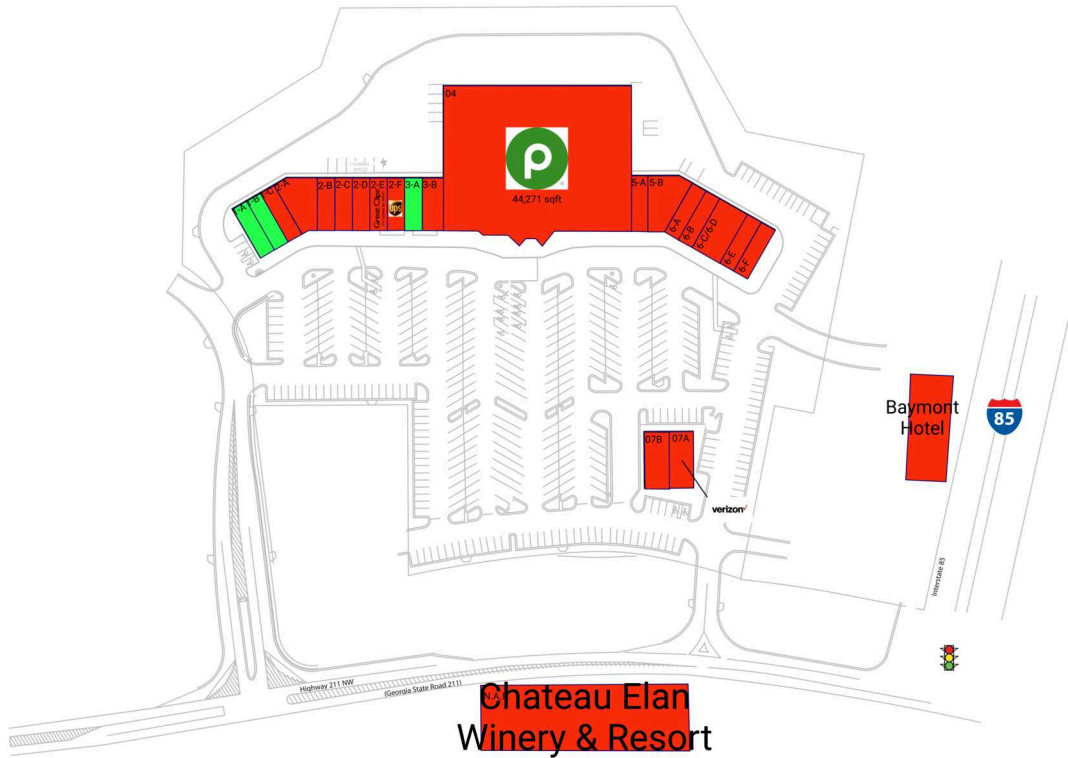 04
44,271 sqft
1-B
2-A
2-B
2-C
2-D
2-E
Great Clips
2-F
ups
3-A
3-B
5-A
5-B
6-A
6-B
6-C/6-D
6-E
6-F
Baymont
Hotel
85
07B
07A
verizon
Interstate 85
Highway 211 NW
(Georgia State Road 211)
N.A.
Chateau Elan
Winery & Resort